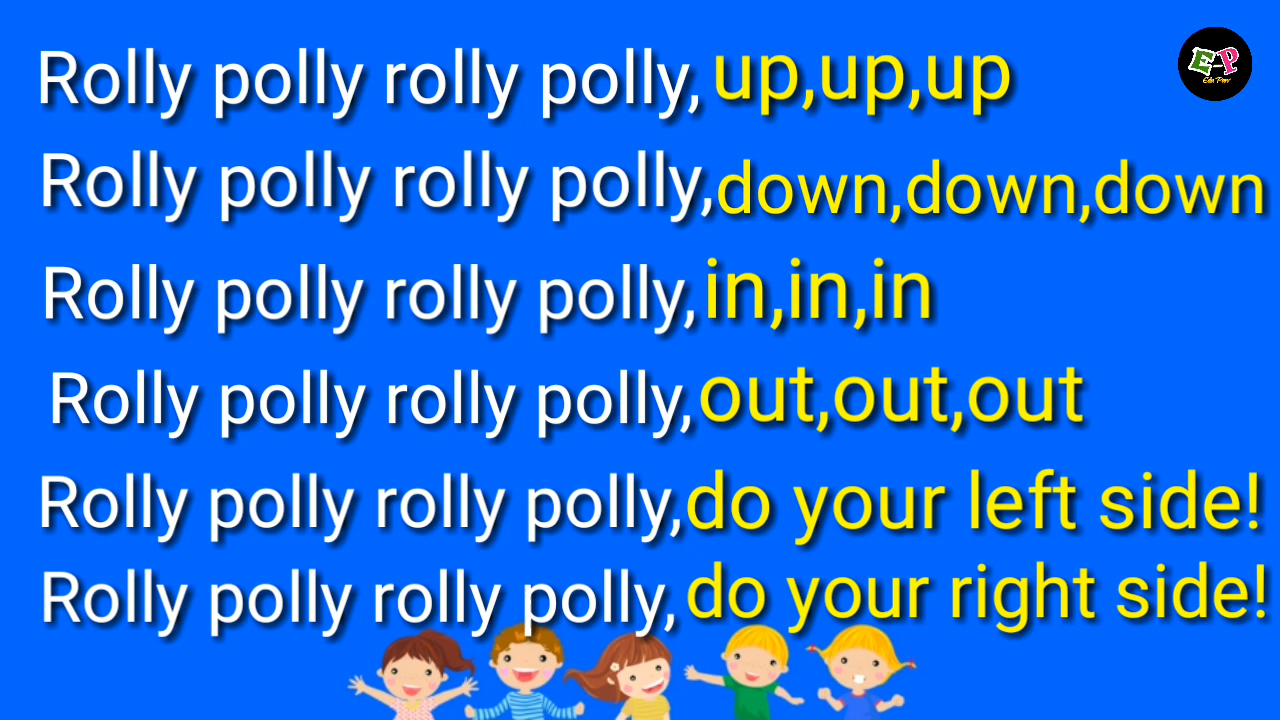 Rolly polly rolly polly,up,up,up
Rolly polly rolly polly,down,down,down
Rolly polly rolly polly,in,in,in
Rolly polly rolly polly,out,out,out
Rolly polly rolly polly,do your left side!
Rolly polly rolly polly,do your right side!
E-P